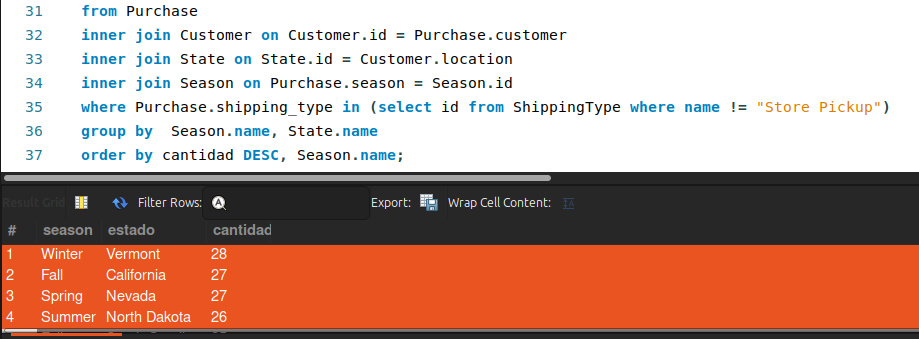 31 from Purchase
32 inner join Customer on Customer.id = Purchase.customer
33 inner join State on State.id = Customer.location
34 inner join Season on Purchase.season = Season.id
35 where Purchase.shipping_type in (select id from ShippingType where name != "Store Pickup")
36 group by  Season.name, State.name
37 order by cantidad DESC, Season.name;
Result Grid Filter Rows: Export: Wrap Cell Content:
# season estado cantidad
1 Winter Vermont 28
2 Fall California 27
3 Spring Nevada 27
4 Summer North Dakota 26